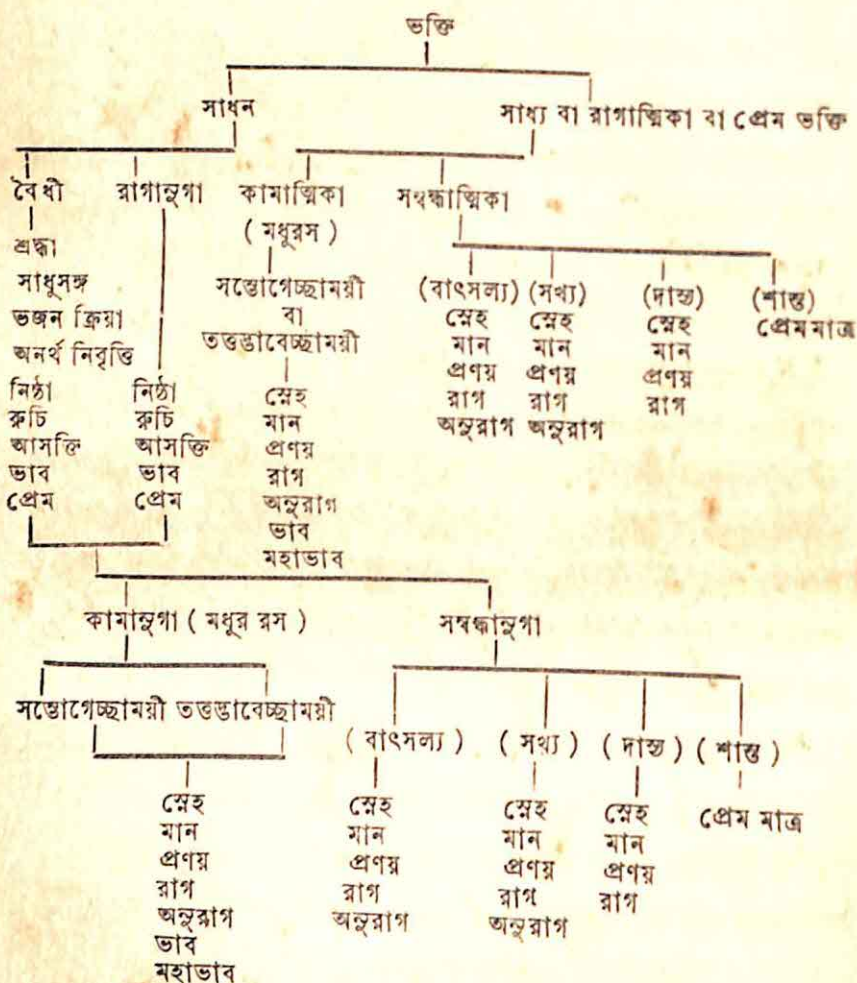 ভক্তি
সাধন সাধ্য বা রাগাত্মিকা বা প্রেম ভক্তি
বৈধী রাগানুগা কামাত্মিকা সম্বন্ধাত্মিকা
( মধুরস )
শ্রদ্ধা
সাধুসঙ্গ সম্ভোগেচ্ছাময়ী (বাৎসল্য) (সখ্য) (দাস্য) (শান্ত)
ভজন ক্রিয়া বা স্নেহ স্নেহ স্নেহ প্রেমমাত্র
অনর্থ নিবৃত্তি তত্তদ্ভাবেচ্ছাময়ী মান মান মান
প্রণয় প্রণয় প্রণয়
নিষ্ঠা নিষ্ঠা স্নেহ রাগ রাগ রাগ
রুচি রুচি মান অনুরাগ অনুরাগ
আসক্তি আসক্তি প্রণয়
ভাব ভাব রাগ
প্রেম প্রেম অনুরাগ
ভাব
মহাভাব
কামানুগা ( মধুর রস ) সম্বন্ধানুগা
সম্ভোগেচ্ছাময়ী তত্তদ্ভাবেচ্ছাময়ী
( বাৎসল্য ) ( সখ্য ) ( দাস্য ) ( শান্ত )
স্নেহ স্নেহ স্নেহ স্নেহ প্রেম মাত্র
মান মান মান মান
প্রণয় প্রণয় প্রণয় প্রণয়
রাগ রাগ রাগ রাগ
অনুরাগ অনুরাগ অনুরাগ
ভাব
মহাভাব